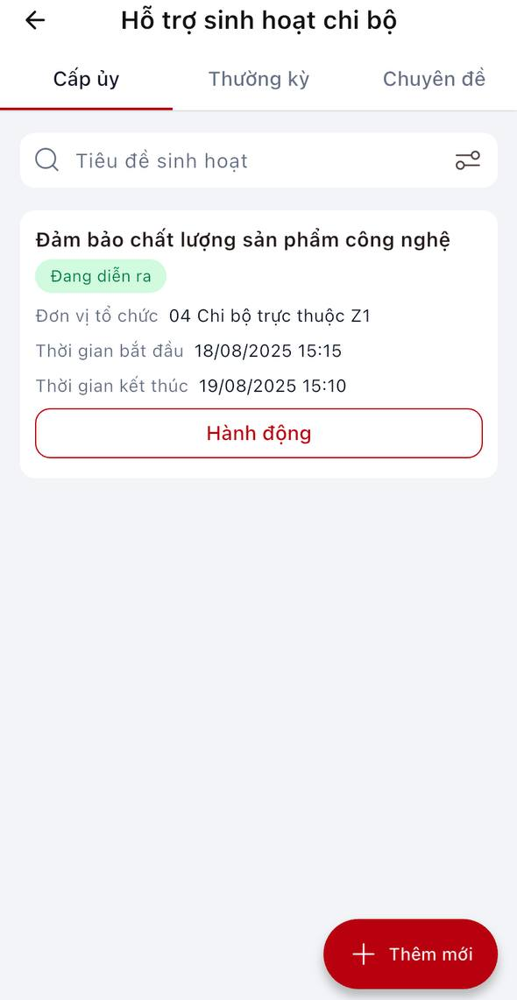 Hỗ trợ sinh hoạt chi bộ
Cấp ủy Thường kỳ Chuyên đề
Tiêu đề sinh hoạt
Đảm bảo chất lượng sản phẩm công nghệ
Đang diễn ra
Đơn vị tổ chức 04 Chi bộ trực thuộc Z1
Thời gian bắt đầu 18/08/2025 15:15
Thời gian kết thúc 19/08/2025 15:10
Hành động
Thêm mới